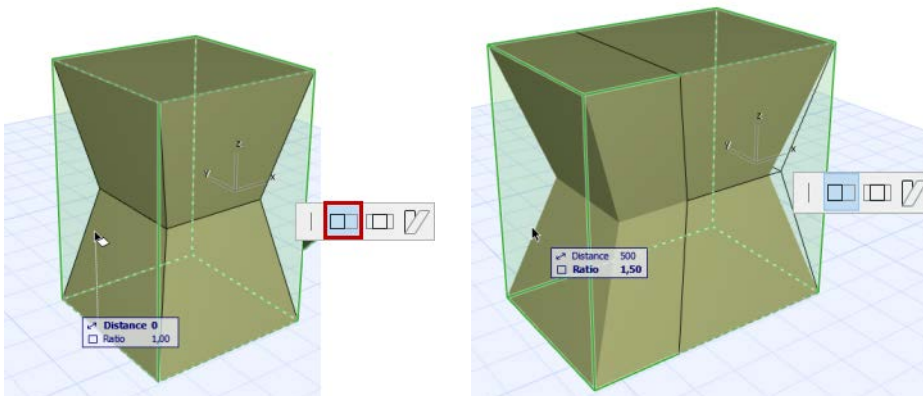 z
y
x
Distance 0
Ratio 1,00
z
y
x
Distance 500
Ratio 1,50